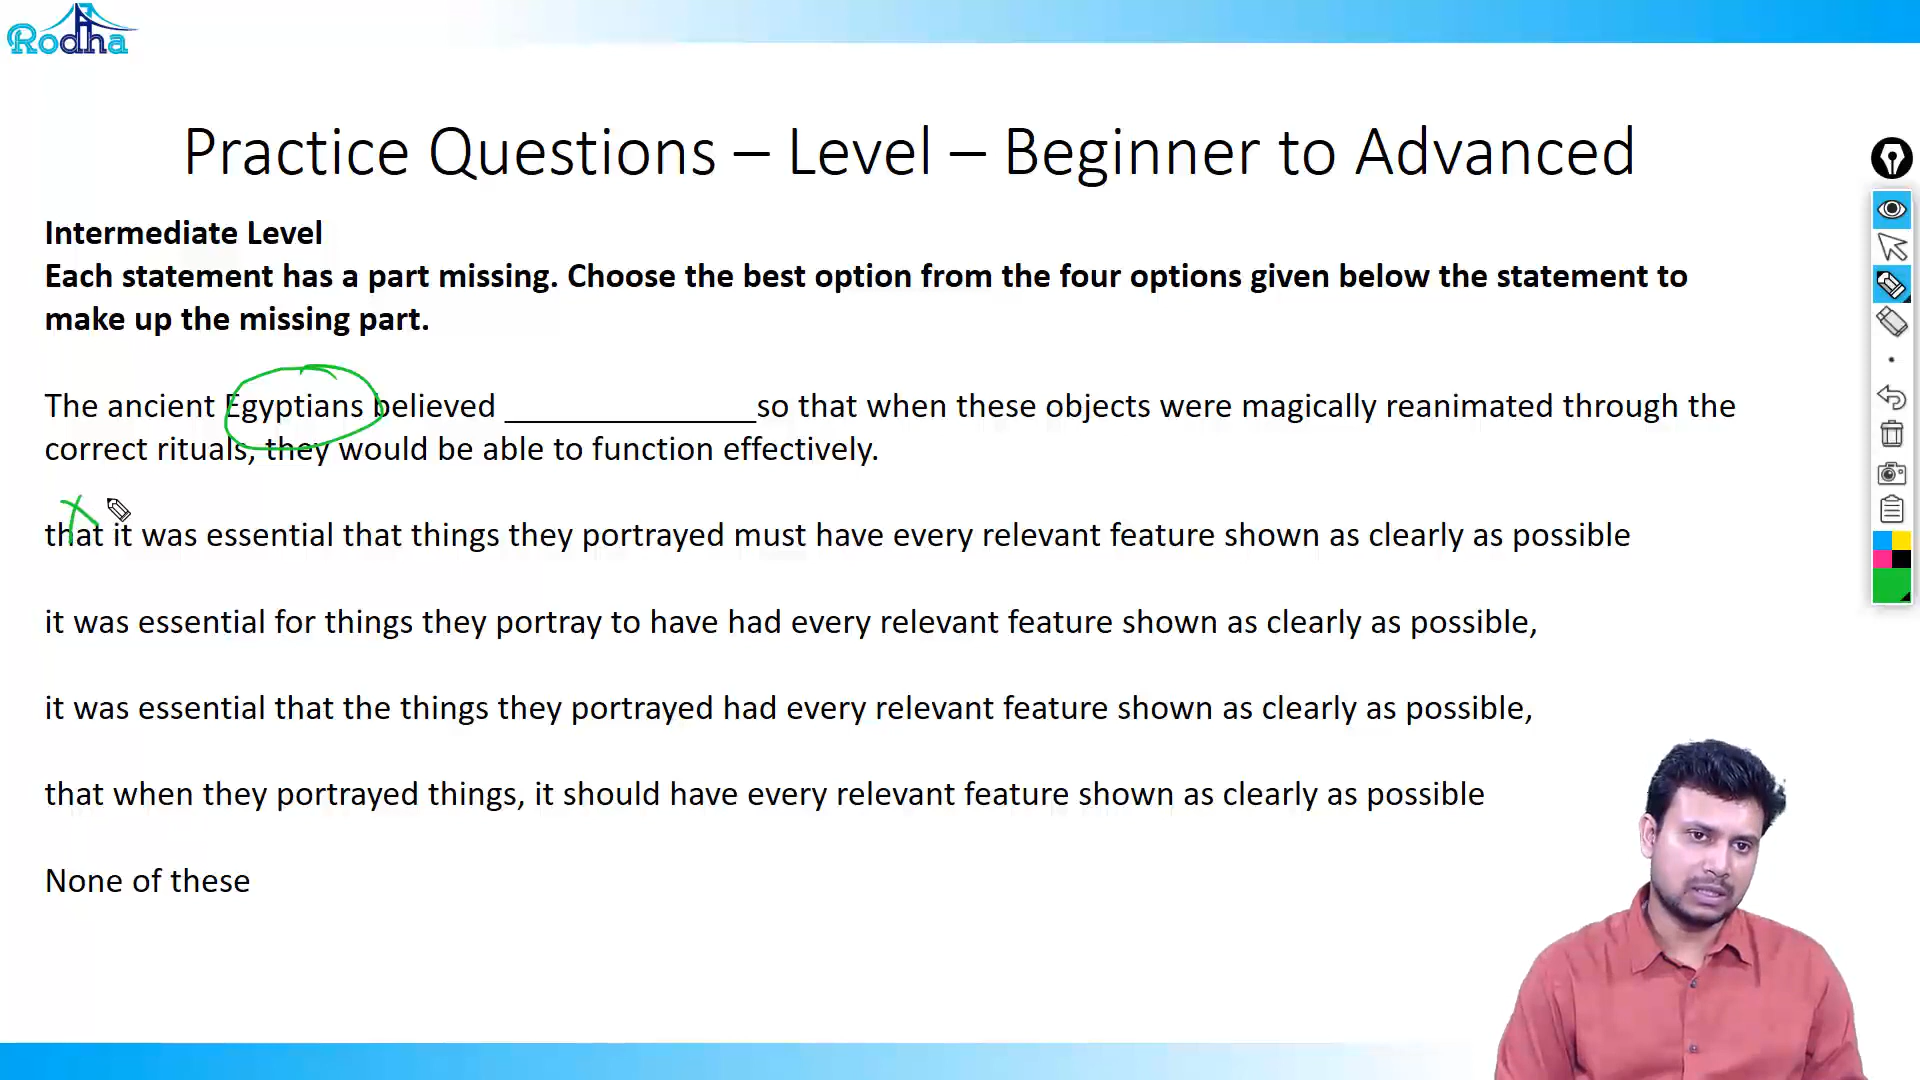 Rodha
Practice Questions – Level – Beginner to Advanced
Intermediate Level
Each statement has a part missing. Choose the best option from the four options given below the statement to
make up the missing part.
The ancient Egyptians believed ______________so that when these objects were magically reanimated through the
correct rituals, they would be able to function effectively.
that it was essential that things they portrayed must have every relevant feature shown as clearly as possible
it was essential for things they portray to have had every relevant feature shown as clearly as possible,
it was essential that the things they portrayed had every relevant feature shown as clearly as possible,
that when they portrayed things, it should have every relevant feature shown as clearly as possible
None of these